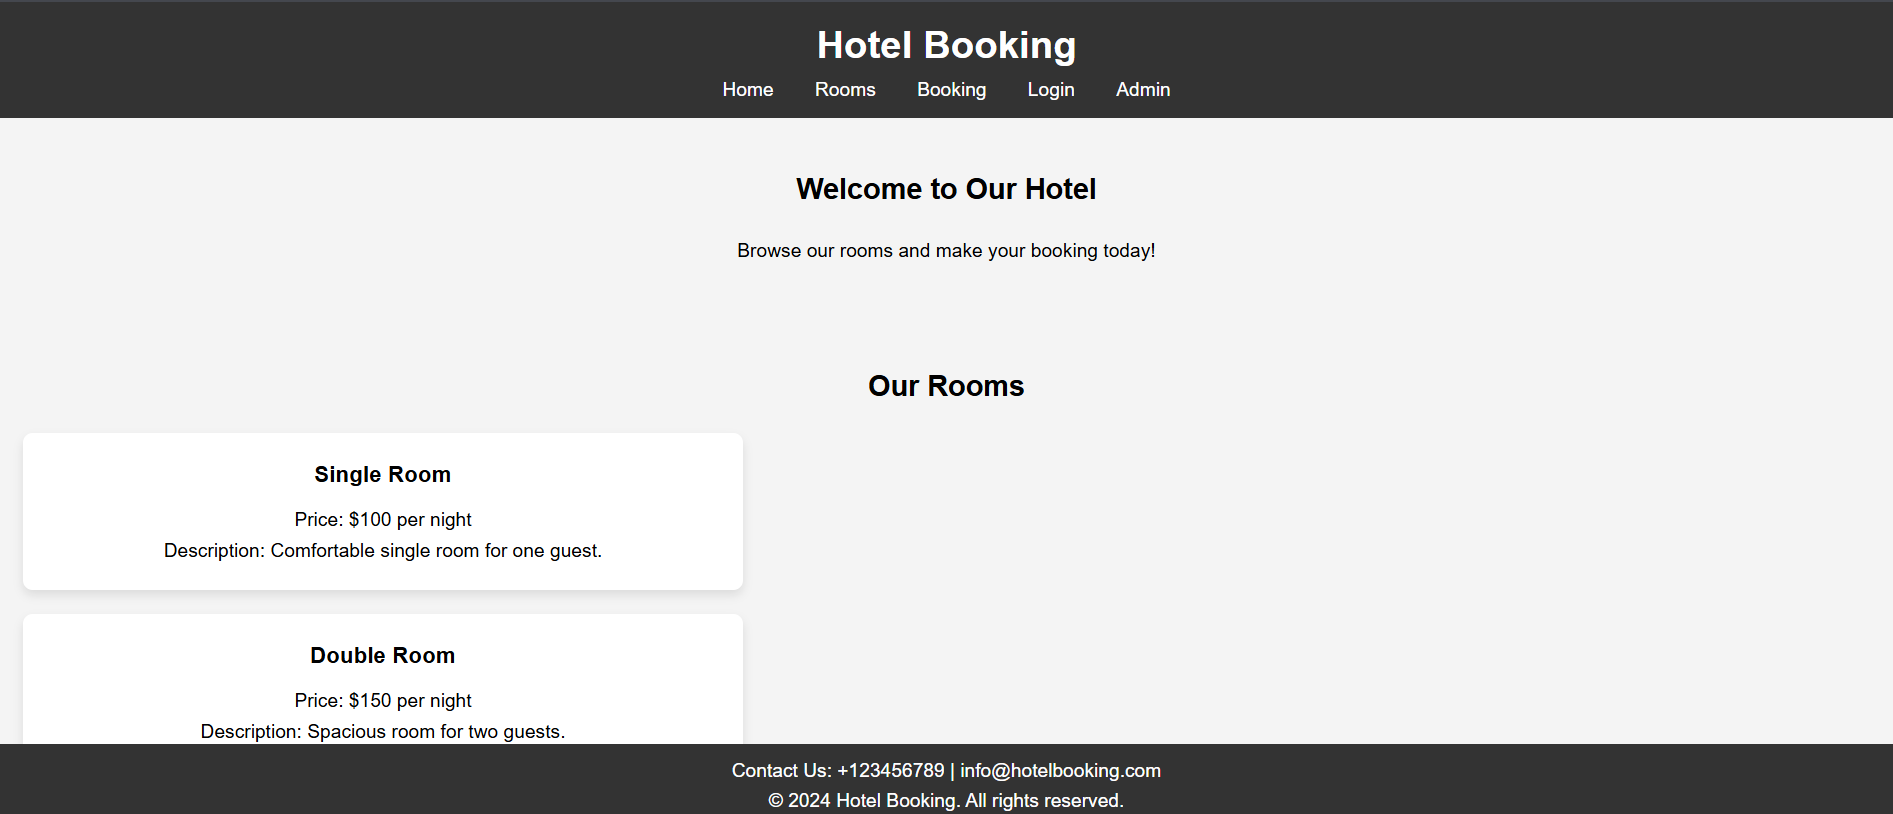 Hotel Booking
Home Rooms Booking Login Admin
Welcome to Our Hotel
Browse our rooms and make your booking today!
Our Rooms
Single Room
Price: $100 per night
Description: Comfortable single room for one guest.
Double Room
Price: $150 per night
Description: Spacious room for two guests.
Contact Us: +123456789 | info@hotelbooking.com
© 2024 Hotel Booking. All rights reserved.